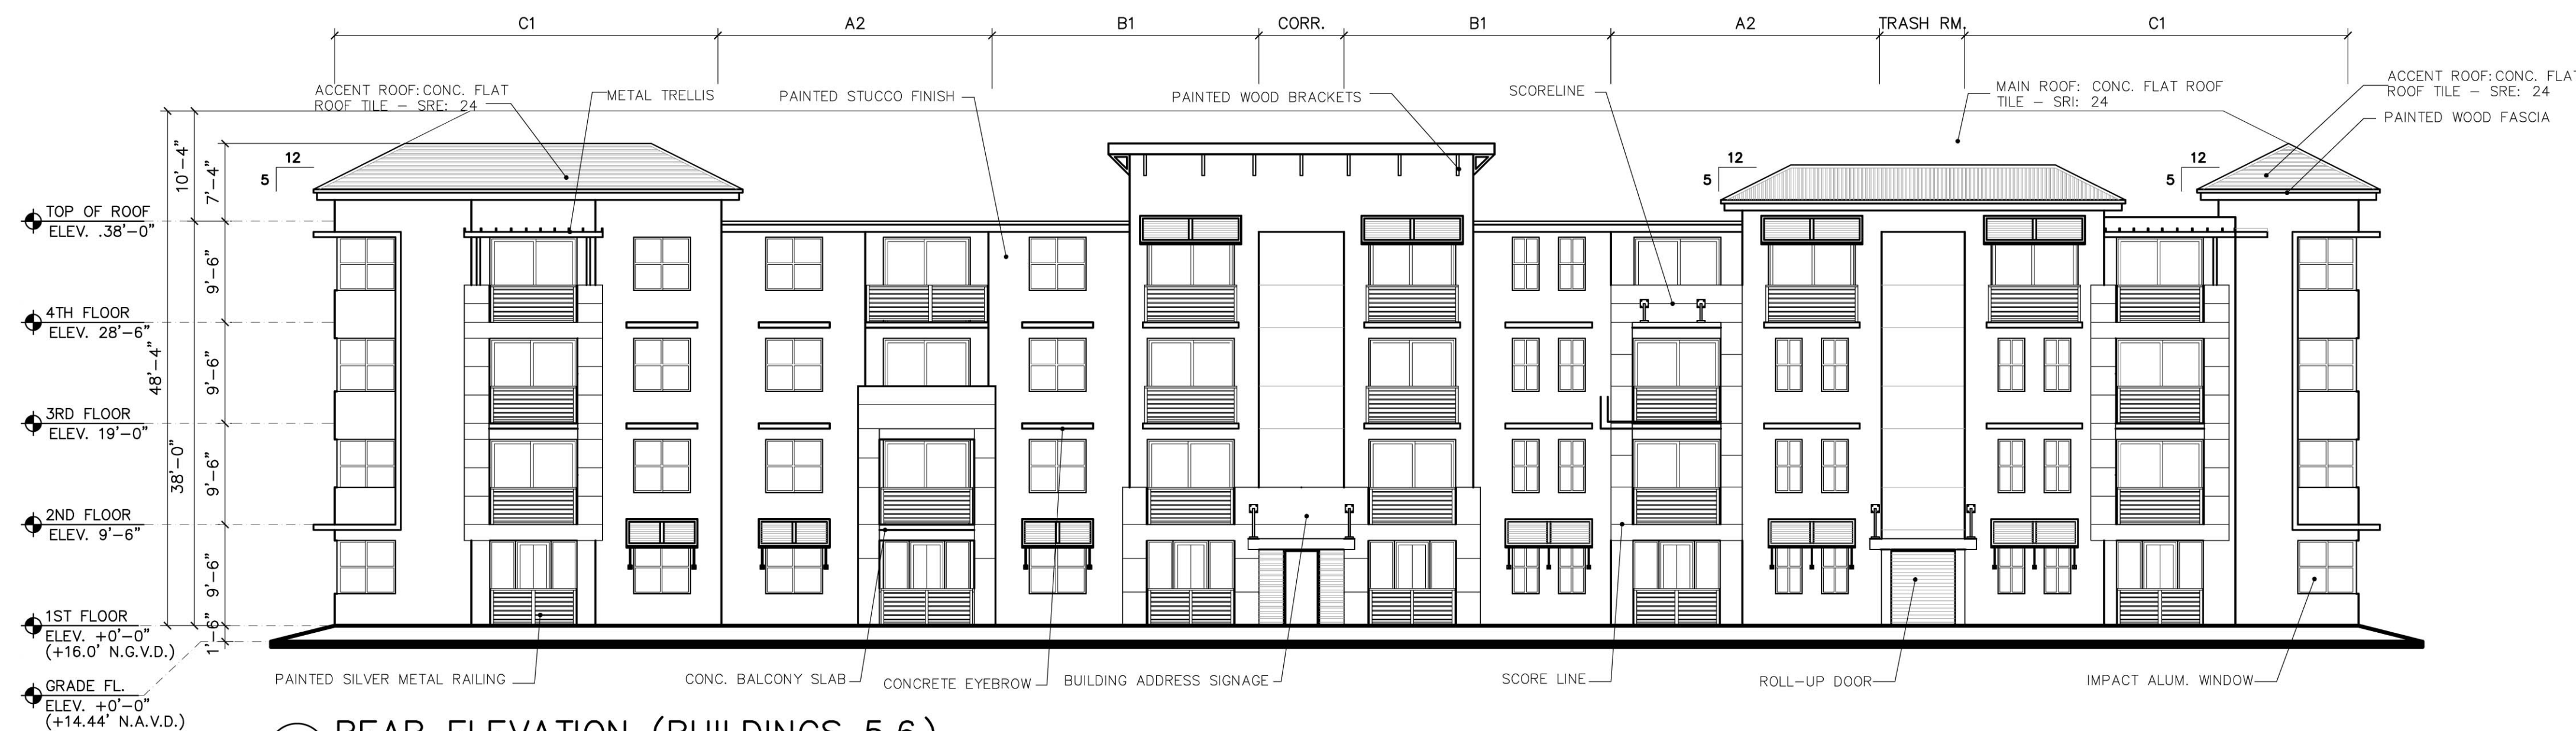 C1 A2 B1 CORR. B1 A2 TRASH RM. C1
ACCENT ROOF: CONC. FLAT
ROOF TILE – SRE: 24
METAL TRELLIS
PAINTED STUCCO FINISH
PAINTED WOOD BRACKETS
SCORELINE
MAIN ROOF: CONC. FLAT ROOF
TILE – SRI: 24
ACCENT ROOF: CONC. FLAT
ROOF TILE – SRE: 24
PAINTED WOOD FASCIA
12
5
12
5
12
5
10'-4"
7'-4"
TOP OF ROOF
ELEV. .38'-0"
9'-6"
4TH FLOOR
ELEV. 28'-6"
48'-4"
9'-6"
3RD FLOOR
ELEV. 19'-0"
38'-0"
9'-6"
2ND FLOOR
ELEV. 9'-6"
9'-6"
1ST FLOOR
ELEV. +0'-0"
(+16.0' N.G.V.D.)
1'-6"
GRADE FL.
ELEV. +0'-0"
(+14.44' N.A.V.D.)
PAINTED SILVER METAL RAILING
CONC. BALCONY SLAB
CONCRETE EYEBROW
BUILDING ADDRESS SIGNAGE
SCORE LINE
ROLL-UP DOOR
IMPACT ALUM. WINDOW
REAR ELEVATION (BUILDINGS 5,6)